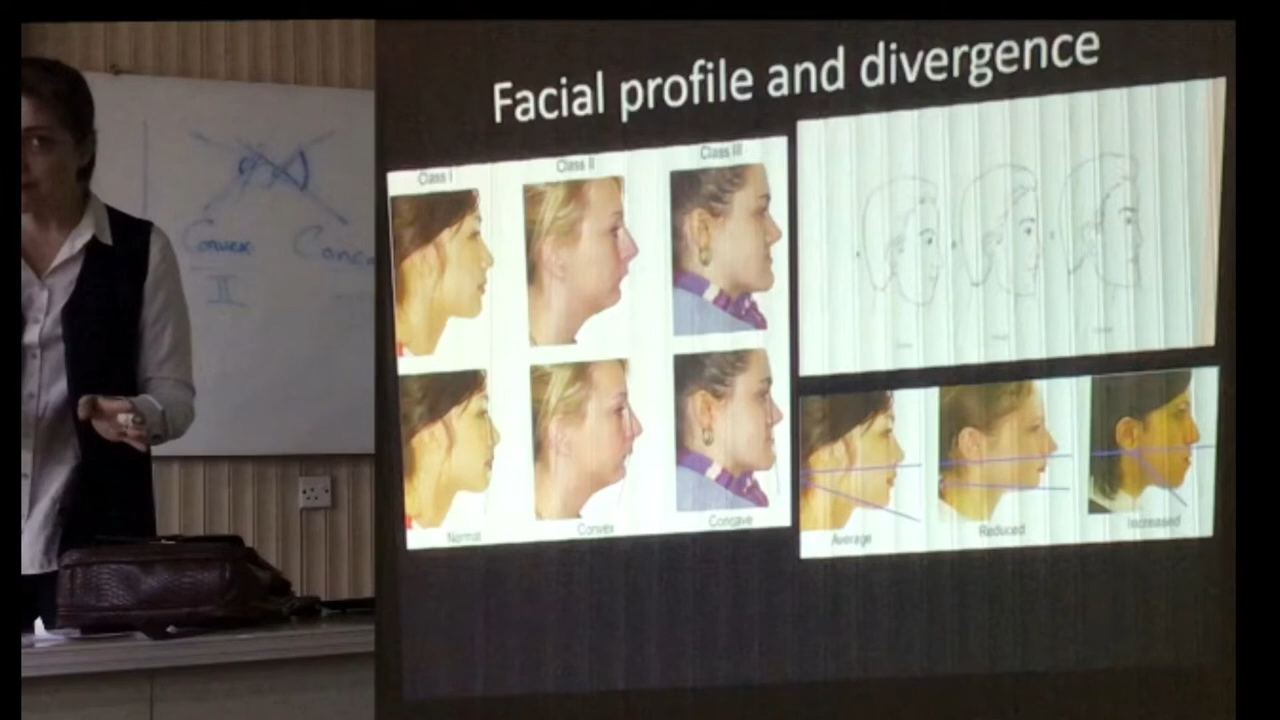 Facial profile and divergence
Class I
Class II
Class III
Normal
Convex
Concave
Average
Reduced
Increased
Convex
II